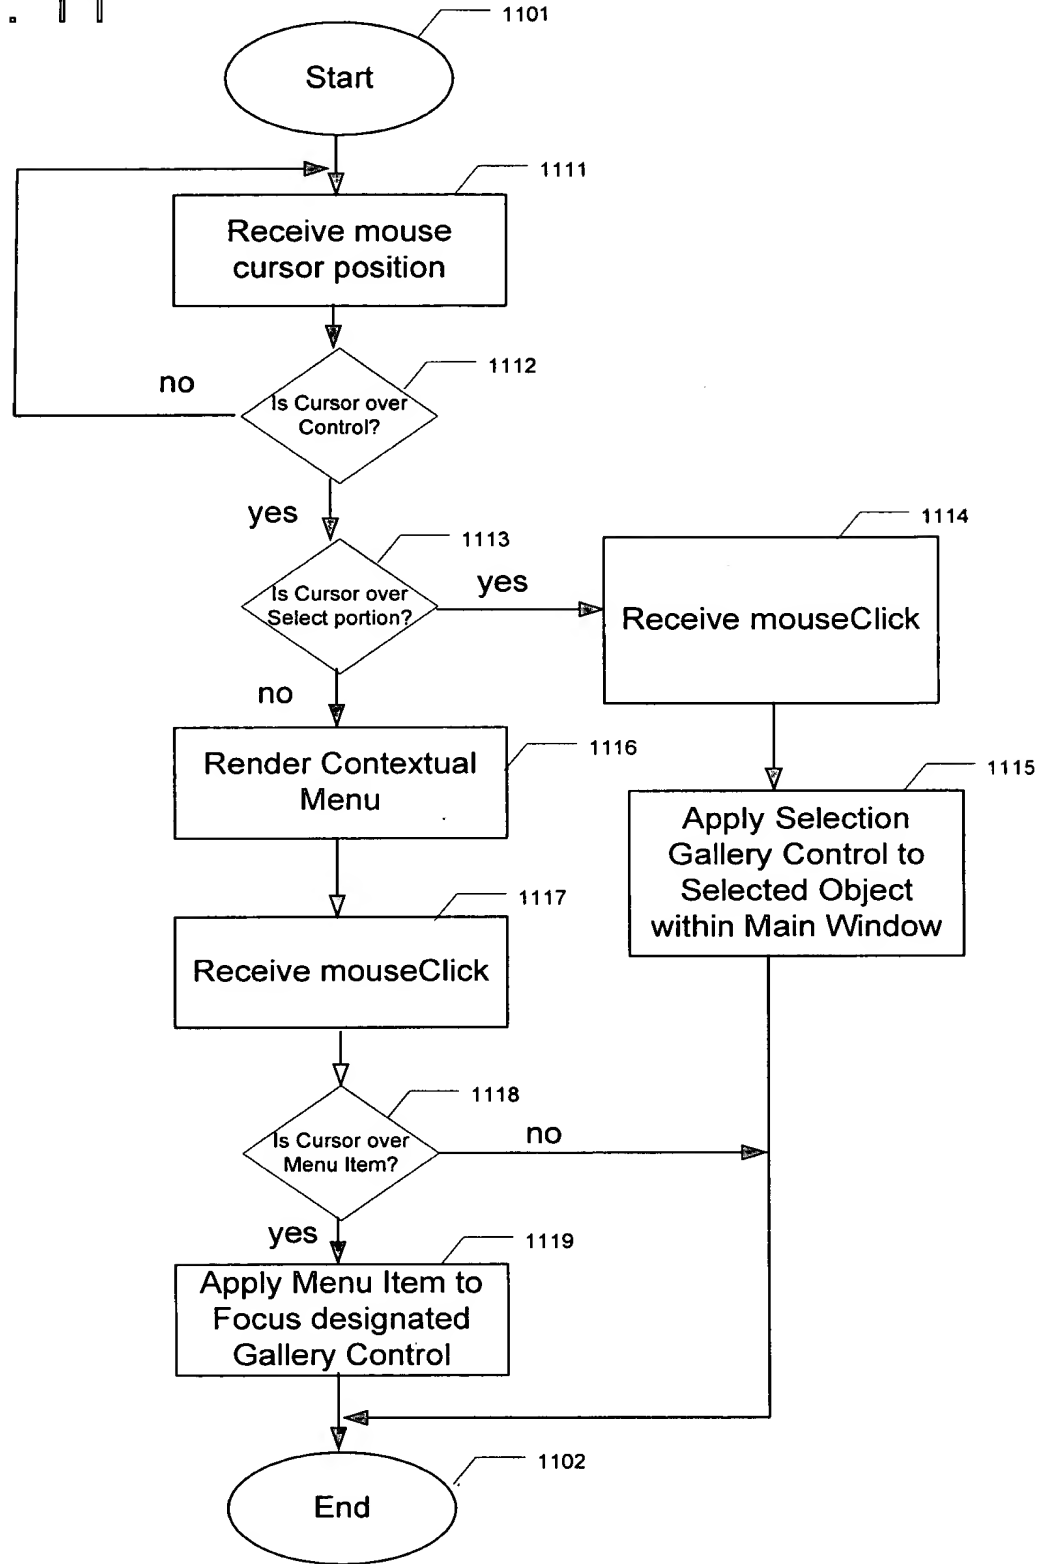 . 11
1101
Start
1111
Receive mouse
cursor position
1112
no
Is Cursor over
Control?
yes
1113
1114
Is Cursor over
Select portion?
yes
Receive mouseClick
no
1116
Render Contextual
Menu
1115
Apply Selection
Gallery Control to
Selected Object
within Main Window
1117
Receive mouseClick
1118
Is Cursor over
Menu Item?
no
yes
1119
Apply Menu Item to
Focus designated
Gallery Control
1102
End